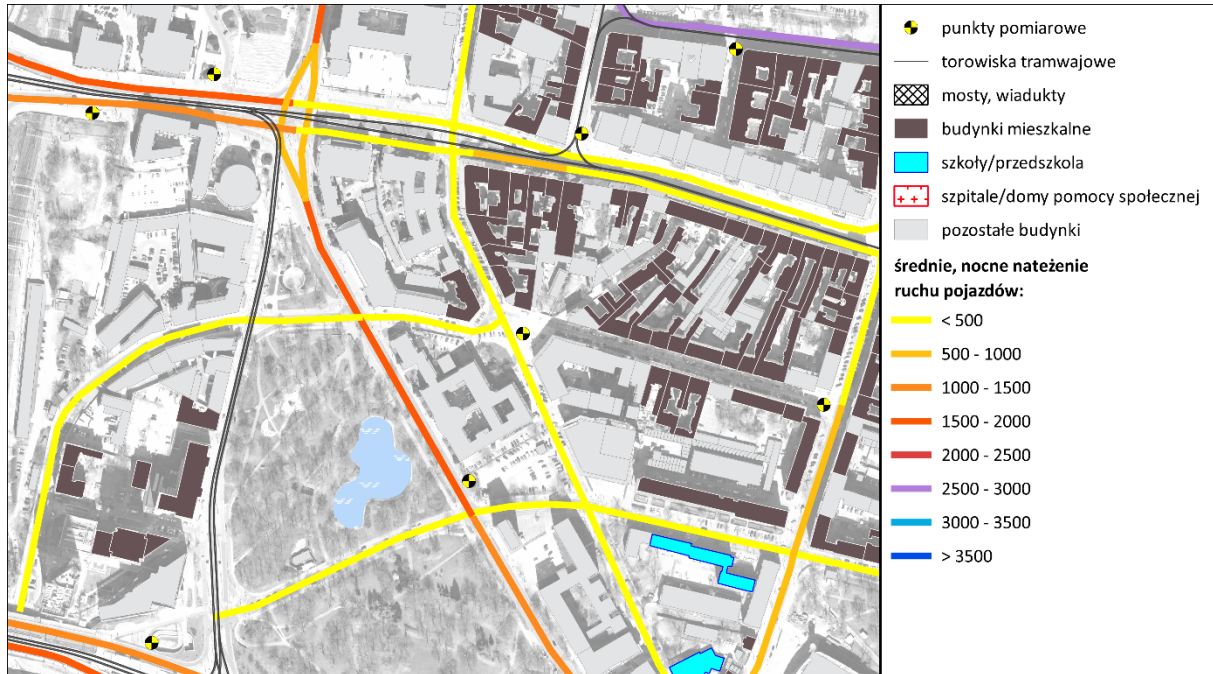 punkty pomiarowe
torowiska tramwajowe
mosty, wiadukty
budynki mieszkalne
szkoły/przedszkola
szpitale/domy pomocy społecznej
pozostałe budynki
średnie, nocne nateżenie
ruchu pojazdów:
< 500
500 - 1000
1000 - 1500
1500 - 2000
2000 - 2500
2500 - 3000
3000 - 3500
> 3500